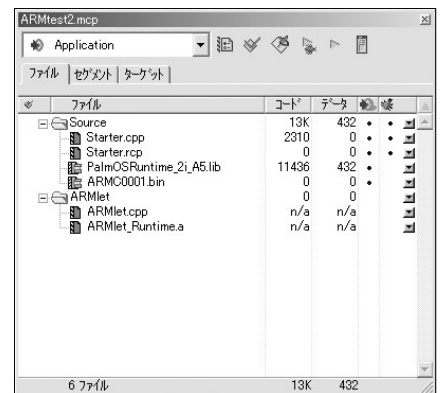 ARMtest2.mcp
Application
ファイル セグメント ターゲット
ファイル コード データ
Source 13K 432
Starter.cpp 2310 0
Starter.rcp 0 0
PalmOSRuntime_2i_A5.lib 11436 432
ARMC0001.bin 0 0
ARMlet 0 0
ARMlet.cpp n/a n/a
ARMlet_Runtime.a n/a n/a
6 ファイル 13K 432